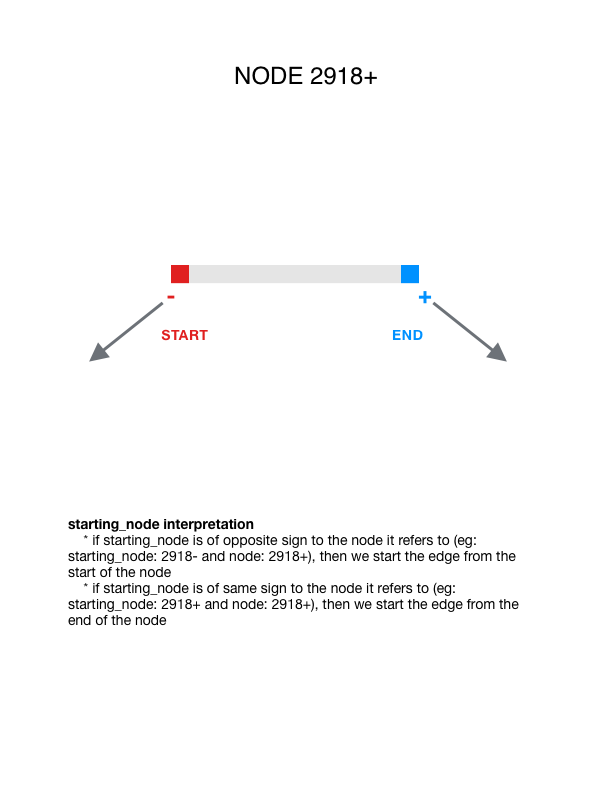 NODE 2918+
-
+
START
END
starting_node interpretation
* if starting_node is of opposite sign to the node it refers to (eg:
starting_node: 2918- and node: 2918+), then we start the edge from the
start of the node
* if starting_node is of same sign to the node it refers to (eg:
starting_node: 2918+ and node: 2918+), then we start the edge from the
end of the node